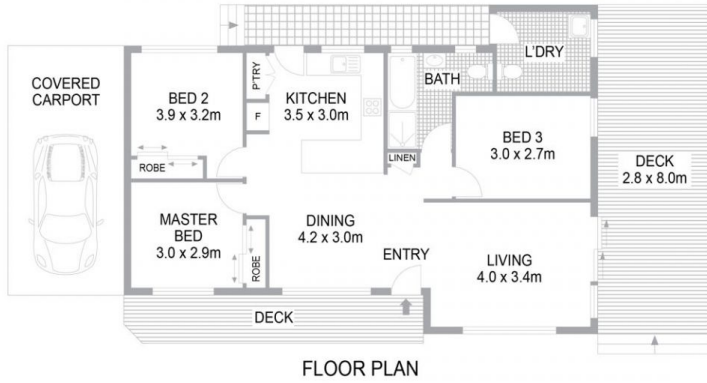 L'DRY
COVERED
CARPORT
BED 2
3.9 x 3.2m
P'TRY
KITCHEN
3.5 x 3.0m
BATH
F
BED 3
3.0 x 2.7m
DECK
2.8 x 8.0m
ROBE
LINEN
MASTER
BED
3.0 x 2.9m
ROBE
DINING
4.2 x 3.0m
ENTRY
LIVING
4.0 x 3.4m
DECK
FLOOR PLAN